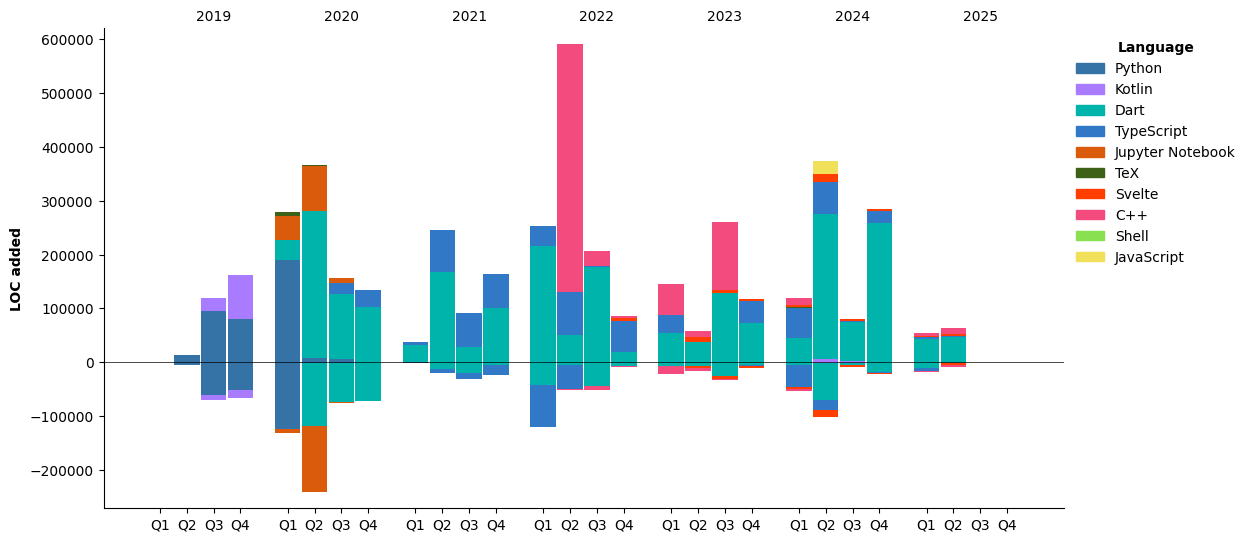 2019 2020 2021 2022 2023 2024 2025
600000
500000
400000
300000
200000
100000
0
−100000
−200000
LOC added
Q1 Q2 Q3 Q4 Q1 Q2 Q3 Q4 Q1 Q2 Q3 Q4 Q1 Q2 Q3 Q4 Q1 Q2 Q3 Q4 Q1 Q2 Q3 Q4 Q1 Q2 Q3 Q4
Language
Python
Kotlin
Dart
TypeScript
Jupyter Notebook
TeX
Svelte
C++
Shell
JavaScript